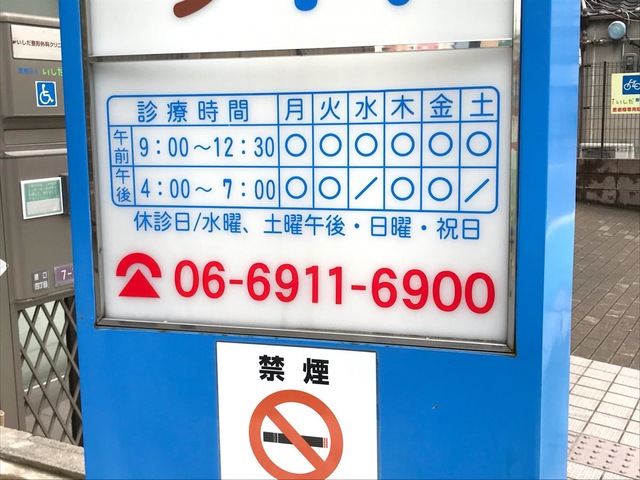 診療時間 月 火 水 木 金 土
午前 9:00～12:30 ○ ○ ○ ○ ○ ○
午後 4:00～ 7:00 ○ ○ ／ ○ ○ ／
休診日/水曜、土曜午後・日曜・祝日
06-6911-6900
禁煙